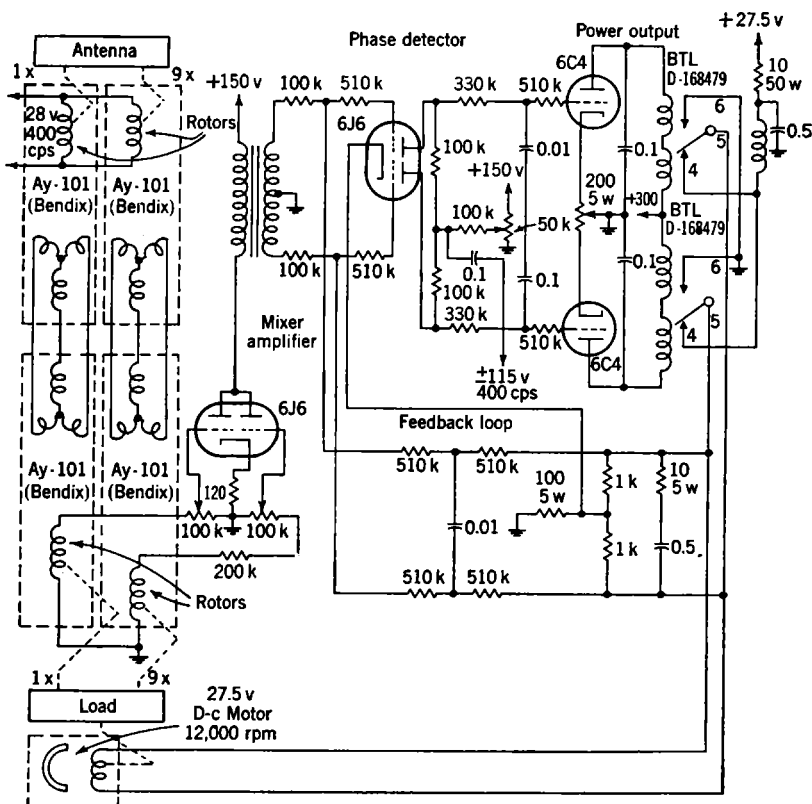 Antenna
1 x
9 x
28 v
400
cps
Rotors
Ay-101
(Bendix)
Ay-101
(Bendix)
Phase detector
+150 v
100 k
510 k
6J6
330 k
510 k
100 k
+150 v
100 k
50 k
0.1
100 k
330 k
510 k
0.01
0.1
±115 v
400 cps
100 k
510 k
Power output
6C4
BTL
D-168479
0.1
200
5 w
+300
BTL
D-168479
0.1
6C4
6
5
4
6
5
4
+27.5 v
10
50 w
0.5
Mixer
amplifier
6J6
120
100 k
100 k
200 k
Ay-101
(Bendix)
Ay-101
(Bendix)
Rotors
Feedback loop
510 k
510 k
0.01
100
5 w
1 k
1 k
10
5 w
0.5
510 k
510 k
1 x
9 x
Load
27.5 v
D-c Motor
12,000 rpm